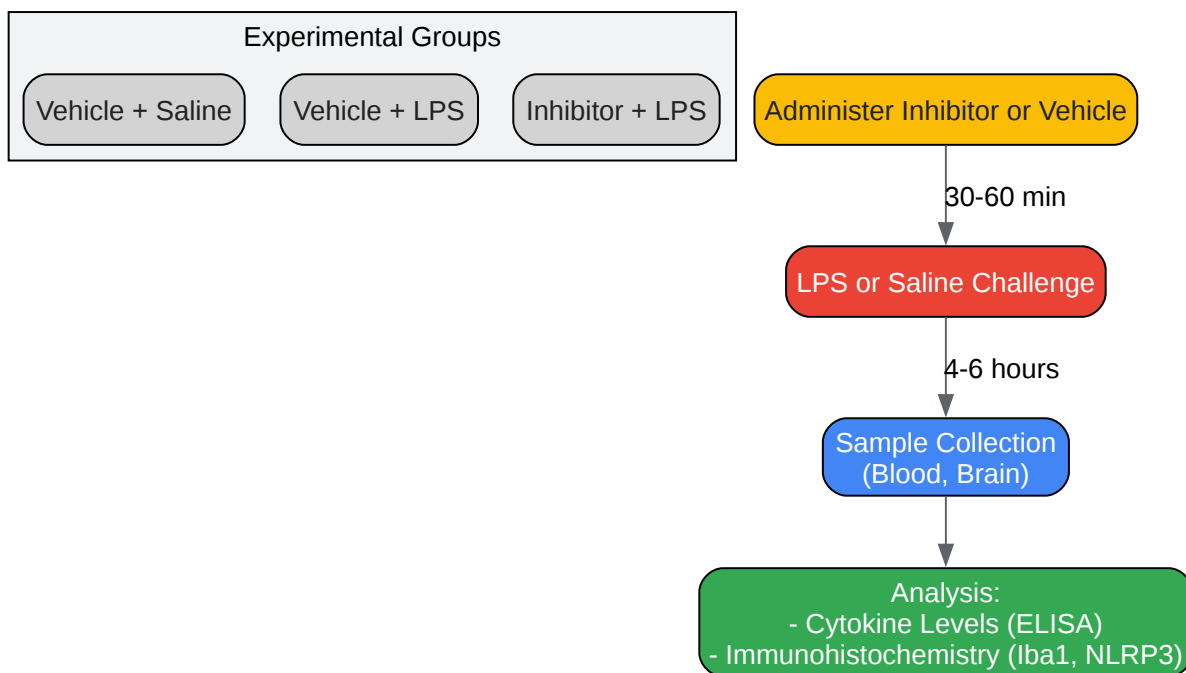 Experimental Groups
Vehicle + Saline
Vehicle + LPS
Inhibitor + LPS
Administer Inhibitor or Vehicle
30-60 min
LPS or Saline Challenge
4-6 hours
Sample Collection
(Blood, Brain)
Analysis:
- Cytokine Levels (ELISA)
- Immunohistochemistry (Iba1, NLRP3)